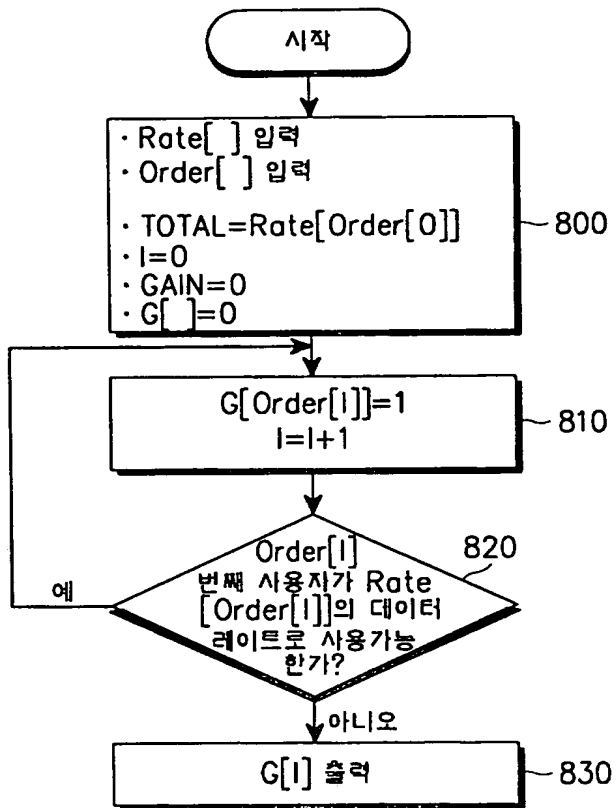 시작
· Rate[ ] 입력
· Order[ ] 입력
· TOTAL=Rate[Order[0]]
· I=0
· GAIN=0
· G[ ]=0
800
G[Order[I]]=1
I=I+1
810
Order[I]
번째 사용자가 Rate
[Order[I]]의 데이터
레이트로 사용가능
한가?
820
예
아니오
G[I] 출력
830